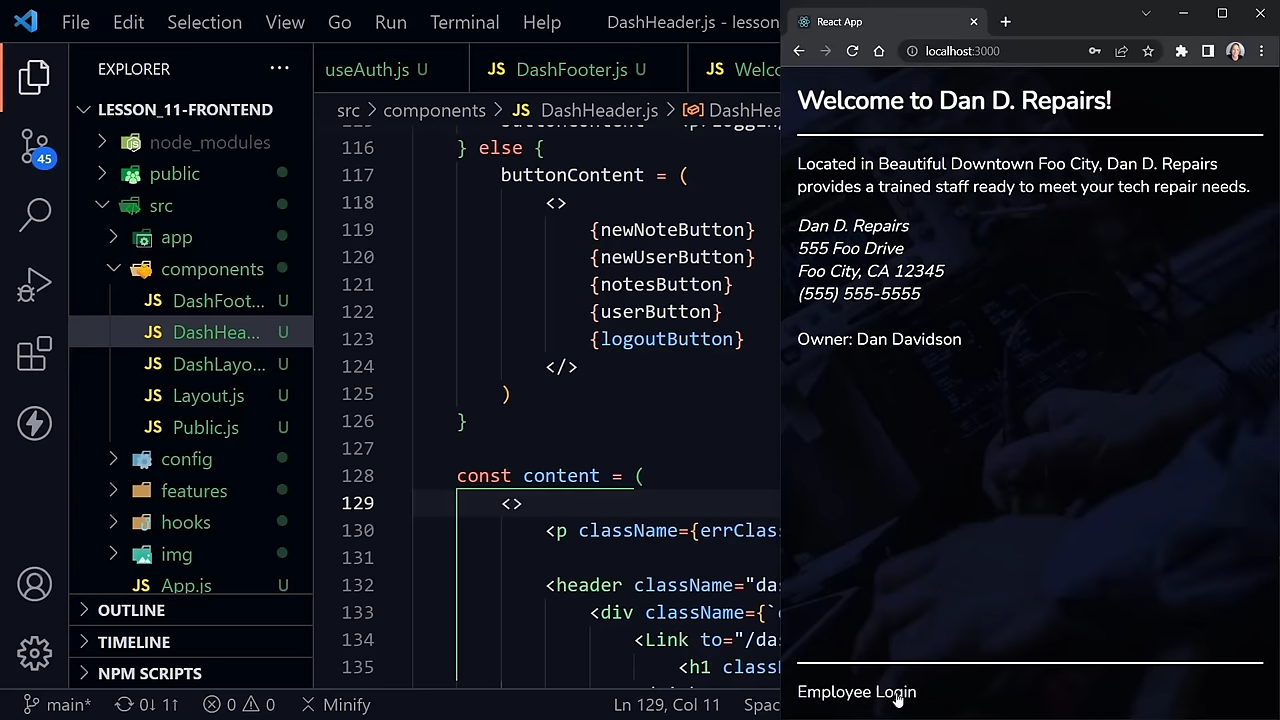 File Edit Selection View Go Run Terminal Help DashHeader.js - lesson
EXPLORER
LESSON_11-FRONTEND
node_modules
public
src
app
components
DashFoot... U
DashHea... U
DashLayo... U
Layout.js U
Public.js U
config
features
hooks
img
App.js U
OUTLINE
TIMELINE
NPM SCRIPTS
45
useAuth.js U
JS DashFooter.js U
JS Welco
src > components > JS DashHeader.js > DashHea
116 } else {
117 buttonContent = (
118 <>
119 {newNoteButton}
120 {newUserButton}
121 {notesButton}
122 {userButton}
123 {logoutButton}
124 </>
125 )
126 }
127
128 const content = (
129 <>
130 <p className={errClas
131
132 <header className="da
133 <div className={`
134 <Link to="/da
135 <h1 class
main* 0↓ 1↑ 0 0 Minify Ln 129, Col 11 Spac
React App
localhost:3000
Welcome to Dan D. Repairs!
Located in Beautiful Downtown Foo City, Dan D. Repairs
provides a trained staff ready to meet your tech repair needs.
Dan D. Repairs
555 Foo Drive
Foo City, CA 12345
(555) 555-5555
Owner: Dan Davidson
Employee Login